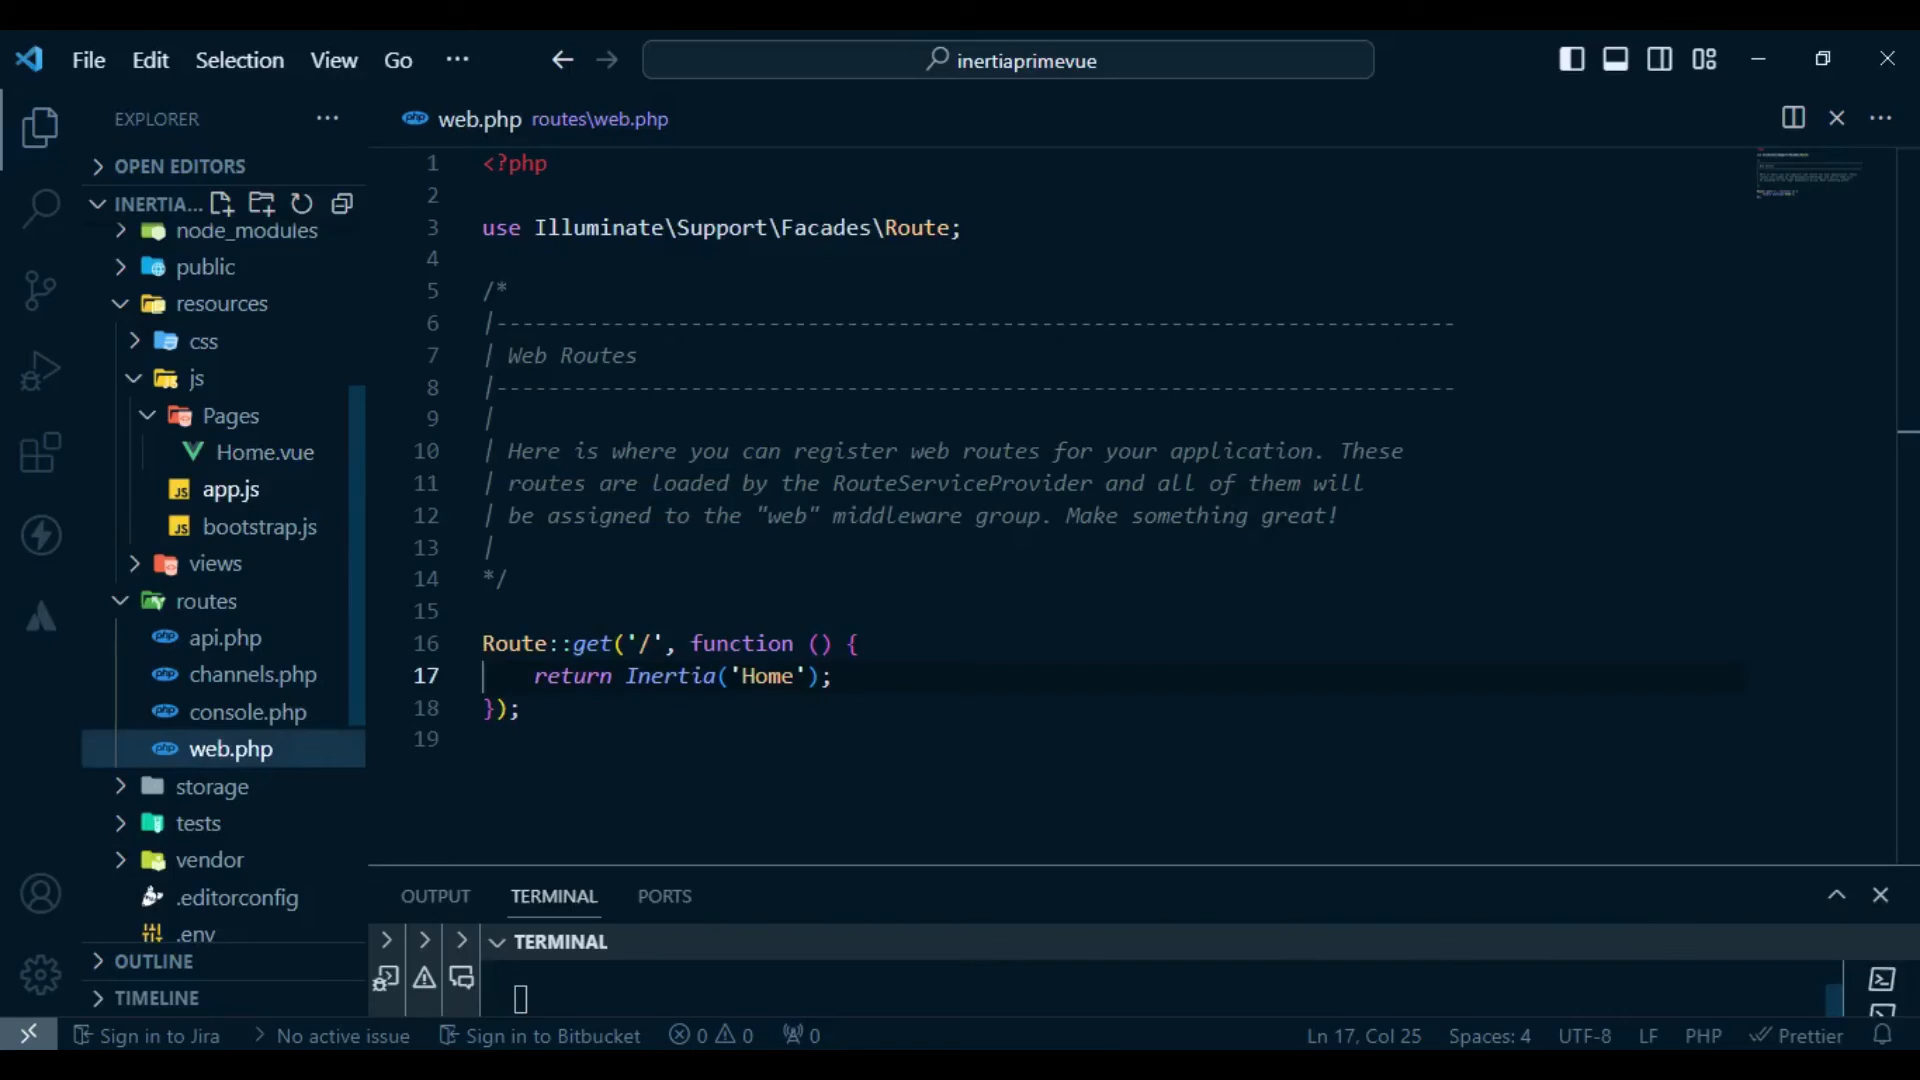 File Edit Selection View Go ··· inertiaprimevue
EXPLORER ···
OPEN EDITORS
INERTIA...
node_modules
public
resources
css
js
Pages
Home.vue
app.js
bootstrap.js
views
routes
api.php
channels.php
console.php
web.php
storage
tests
vendor
.editorconfig
.env
OUTLINE
TIMELINE
web.php routes\web.php
1 <?php
2
3 use Illuminate\Support\Facades\Route;
4
5 /*
6 |--------------------------------------------------------------------------
7 | Web Routes
8 |--------------------------------------------------------------------------
9 |
10 | Here is where you can register web routes for your application. These
11 | routes are loaded by the RouteServiceProvider and all of them will
12 | be assigned to the "web" middleware group. Make something great!
13 |
14 */
15
16 Route::get('/', function () {
17     return Inertia('Home');
18 });
19
OUTPUT TERMINAL PORTS
TERMINAL
Sign in to Jira No active issue Sign in to Bitbucket 0 0 0 Ln 17, Col 25 Spaces: 4 UTF-8 LF PHP Prettier